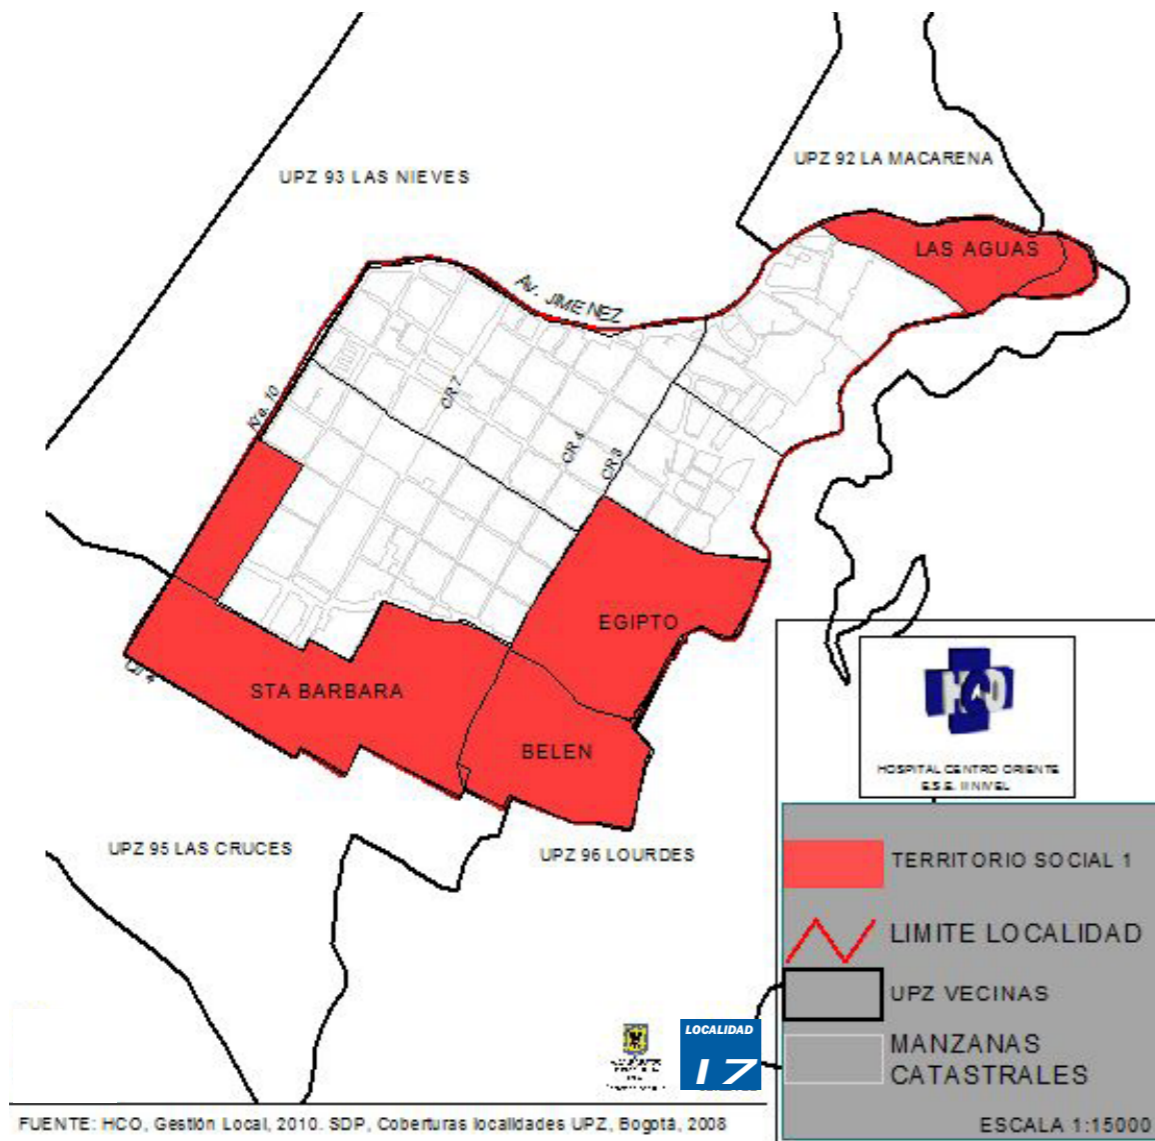 UPZ 92 LA MACARENA
UPZ 93 LAS NIEVES
LAS AGUAS
Av. JIMENEZ
Kra. 10
CR 7
CR 4
CR 3
EGIPTO
STA BARBARA
BELEN
UPZ 95 LAS CRUCES
UPZ 96 LOURDES
HCO
HOSPITAL CENTRO ORIENTE
E.S.E. II NIVEL
TERRITORIO SOCIAL 1
LIMITE LOCALIDAD
UPZ VECINAS
MANZANAS
CATASTRALES
ESCALA 1:15000
LOCALIDAD
17
FUENTE: HCO, Gestión Local, 2010. SDP, Coberturas localidades UPZ, Bogotá, 2008